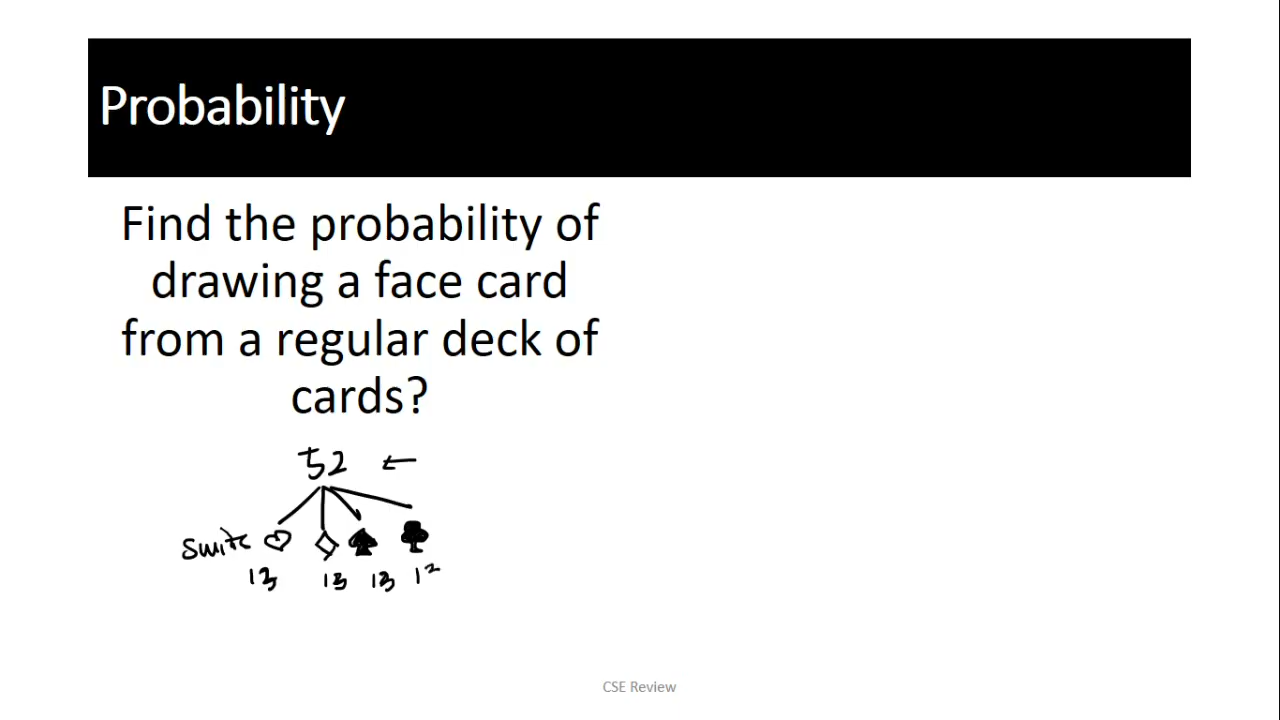 Probability
Find the probability of
drawing a face card
from a regular deck of
cards?
52 ←
Suite
13 13 13 12
CSE Review